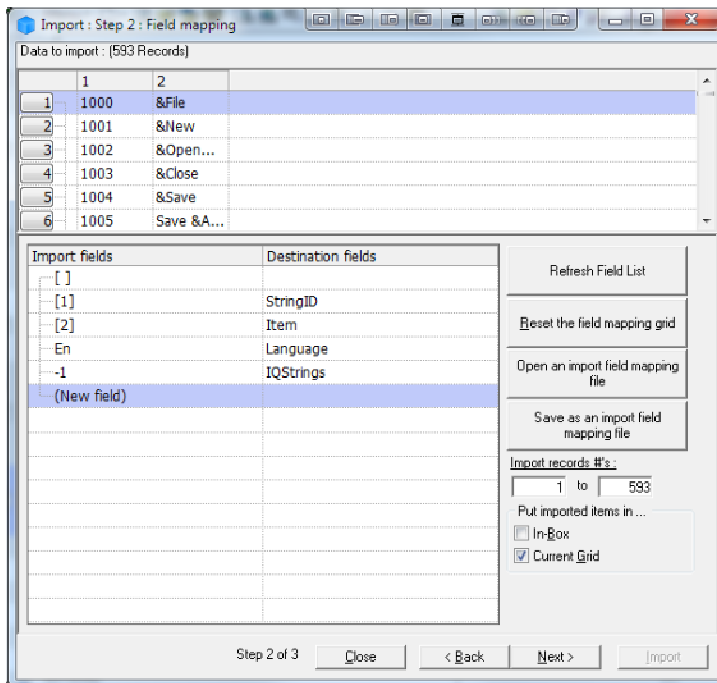 Import : Step 2 : Field mapping
Data to import : (593 Records)
1 2
1 1000 &File
2 1001 &New
3 1002 &Open...
4 1003 &Close
5 1004 &Save
6 1005 Save &A...
Import fields Destination fields
[ ]
[1] StringID
[2] Item
En Language
-1 IQStrings
(New field)
Refresh Field List
Reset the field mapping grid
Open an import field mapping
file
Save as an import field
mapping file
Import records #'s :
1 to 593
Put imported items in ...
In-Box
Current Grid
Step 2 of 3 Close < Back Next > Import